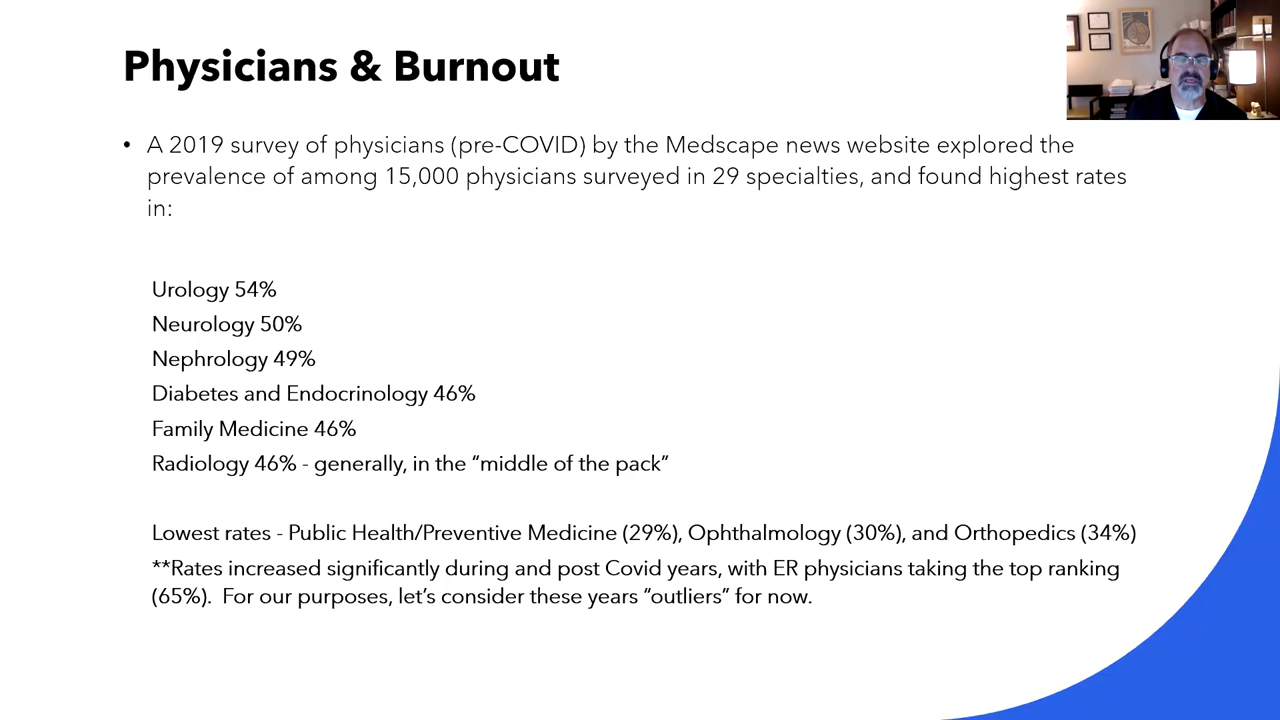 Physicians & Burnout
• A 2019 survey of physicians (pre-COVID) by the Medscape news website explored the
prevalence of among 15,000 physicians surveyed in 29 specialties, and found highest rates
in:
Urology 54%
Neurology 50%
Nephrology 49%
Diabetes and Endocrinology 46%
Family Medicine 46%
Radiology 46% - generally, in the “middle of the pack”
Lowest rates - Public Health/Preventive Medicine (29%), Ophthalmology (30%), and Orthopedics (34%)
**Rates increased significantly during and post Covid years, with ER physicians taking the top ranking
(65%).  For our purposes, let’s consider these years “outliers” for now.